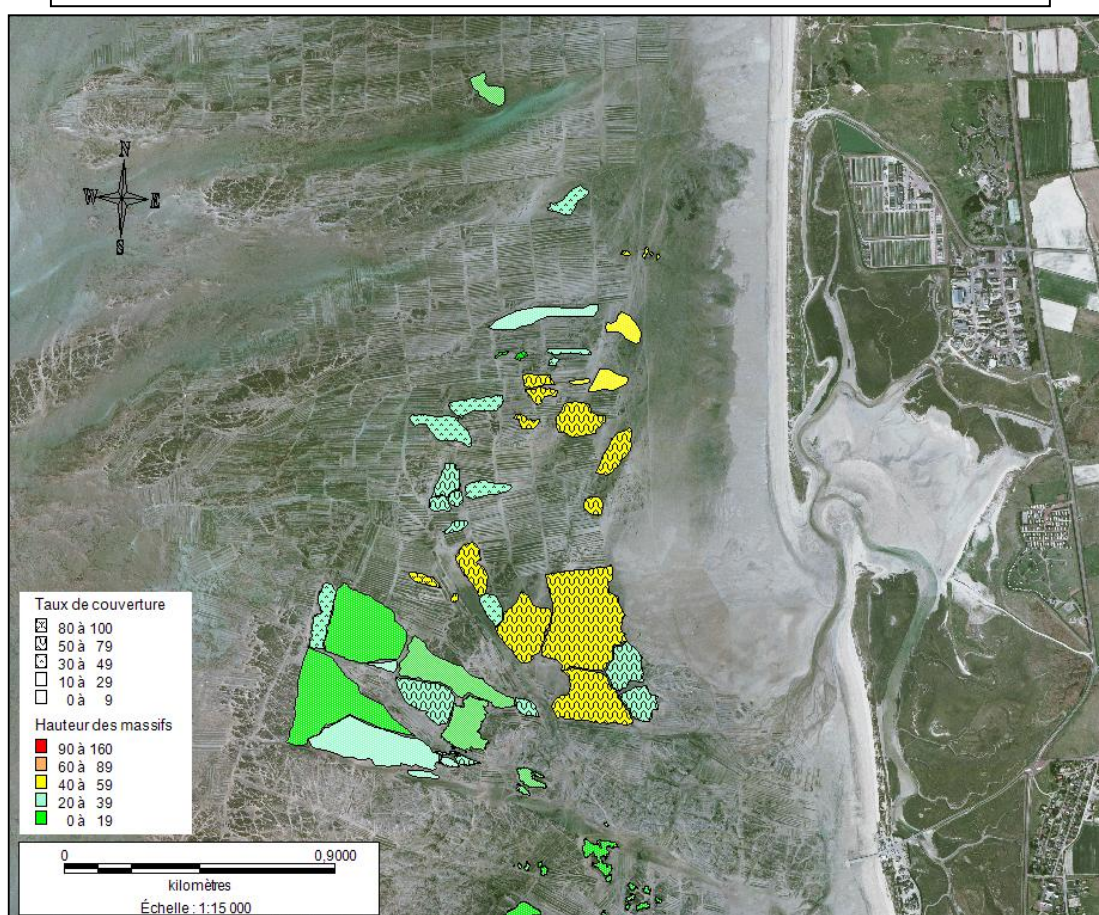 N
W E
S
Taux de couverture
80 à 100
50 à 79
30 à 49
10 à 29
0 à 9
Hauteur des massifs
90 à 160
60 à 89
40 à 59
20 à 39
0 à 19
0 0,9000
kilomètres
Échelle : 1:15 000